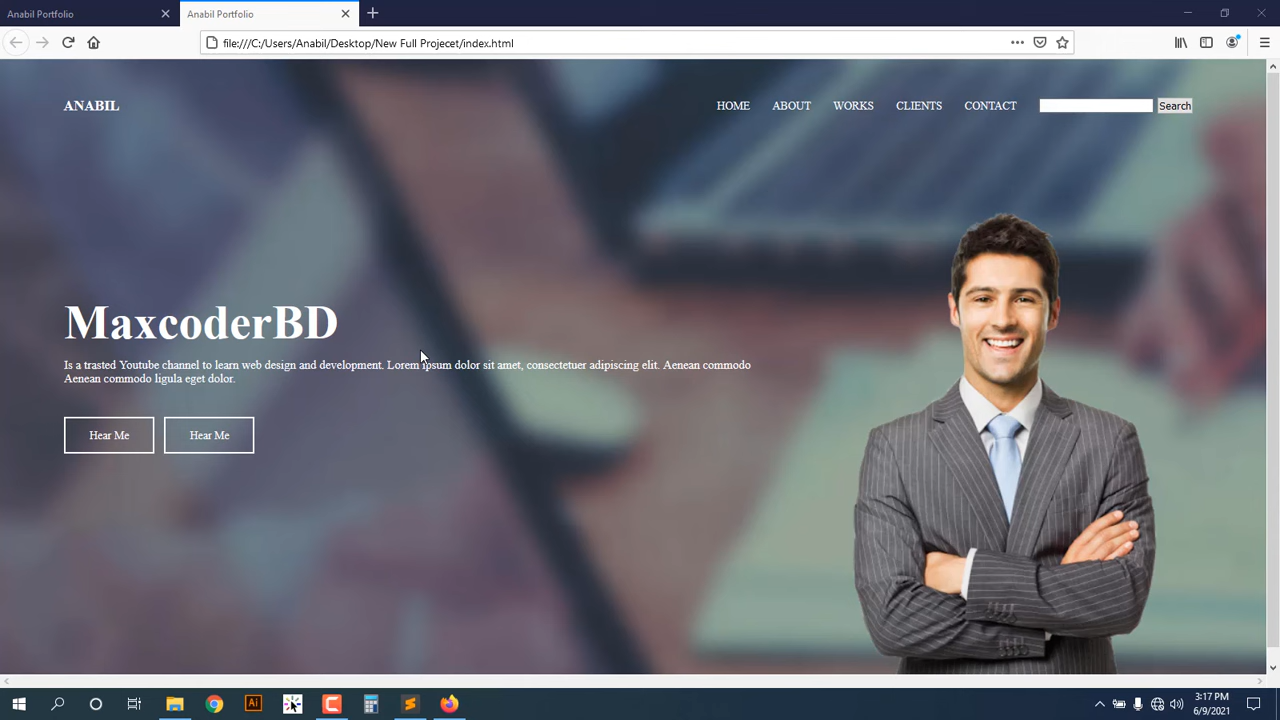 Anabil Portfolio
Anabil Portfolio
file:///C:/Users/Anabil/Desktop/New Full Projecet/index.html
ANABIL
HOME ABOUT WORKS CLIENTS CONTACT Search
MaxcoderBD
Is a trasted Youtube channel to learn web design and development. Lorem ipsum dolor sit amet, consectetuer adipiscing elit. Aenean commodo
Aenean commodo ligula eget dolor.
Hear Me Hear Me
Ai
3:17 PM
6/9/2021